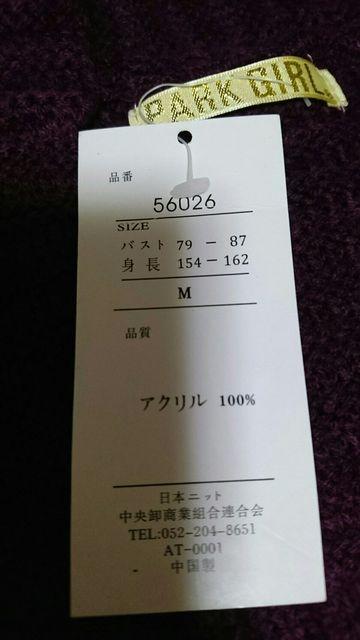 PARK GIRL
品番
56026
SIZE
バスト 79 - 87
身長 154-162
M
品質
アクリル 100%
日本ニット
中央卸商業組合連合会
TEL:052-204-8651
AT-0001
中国製